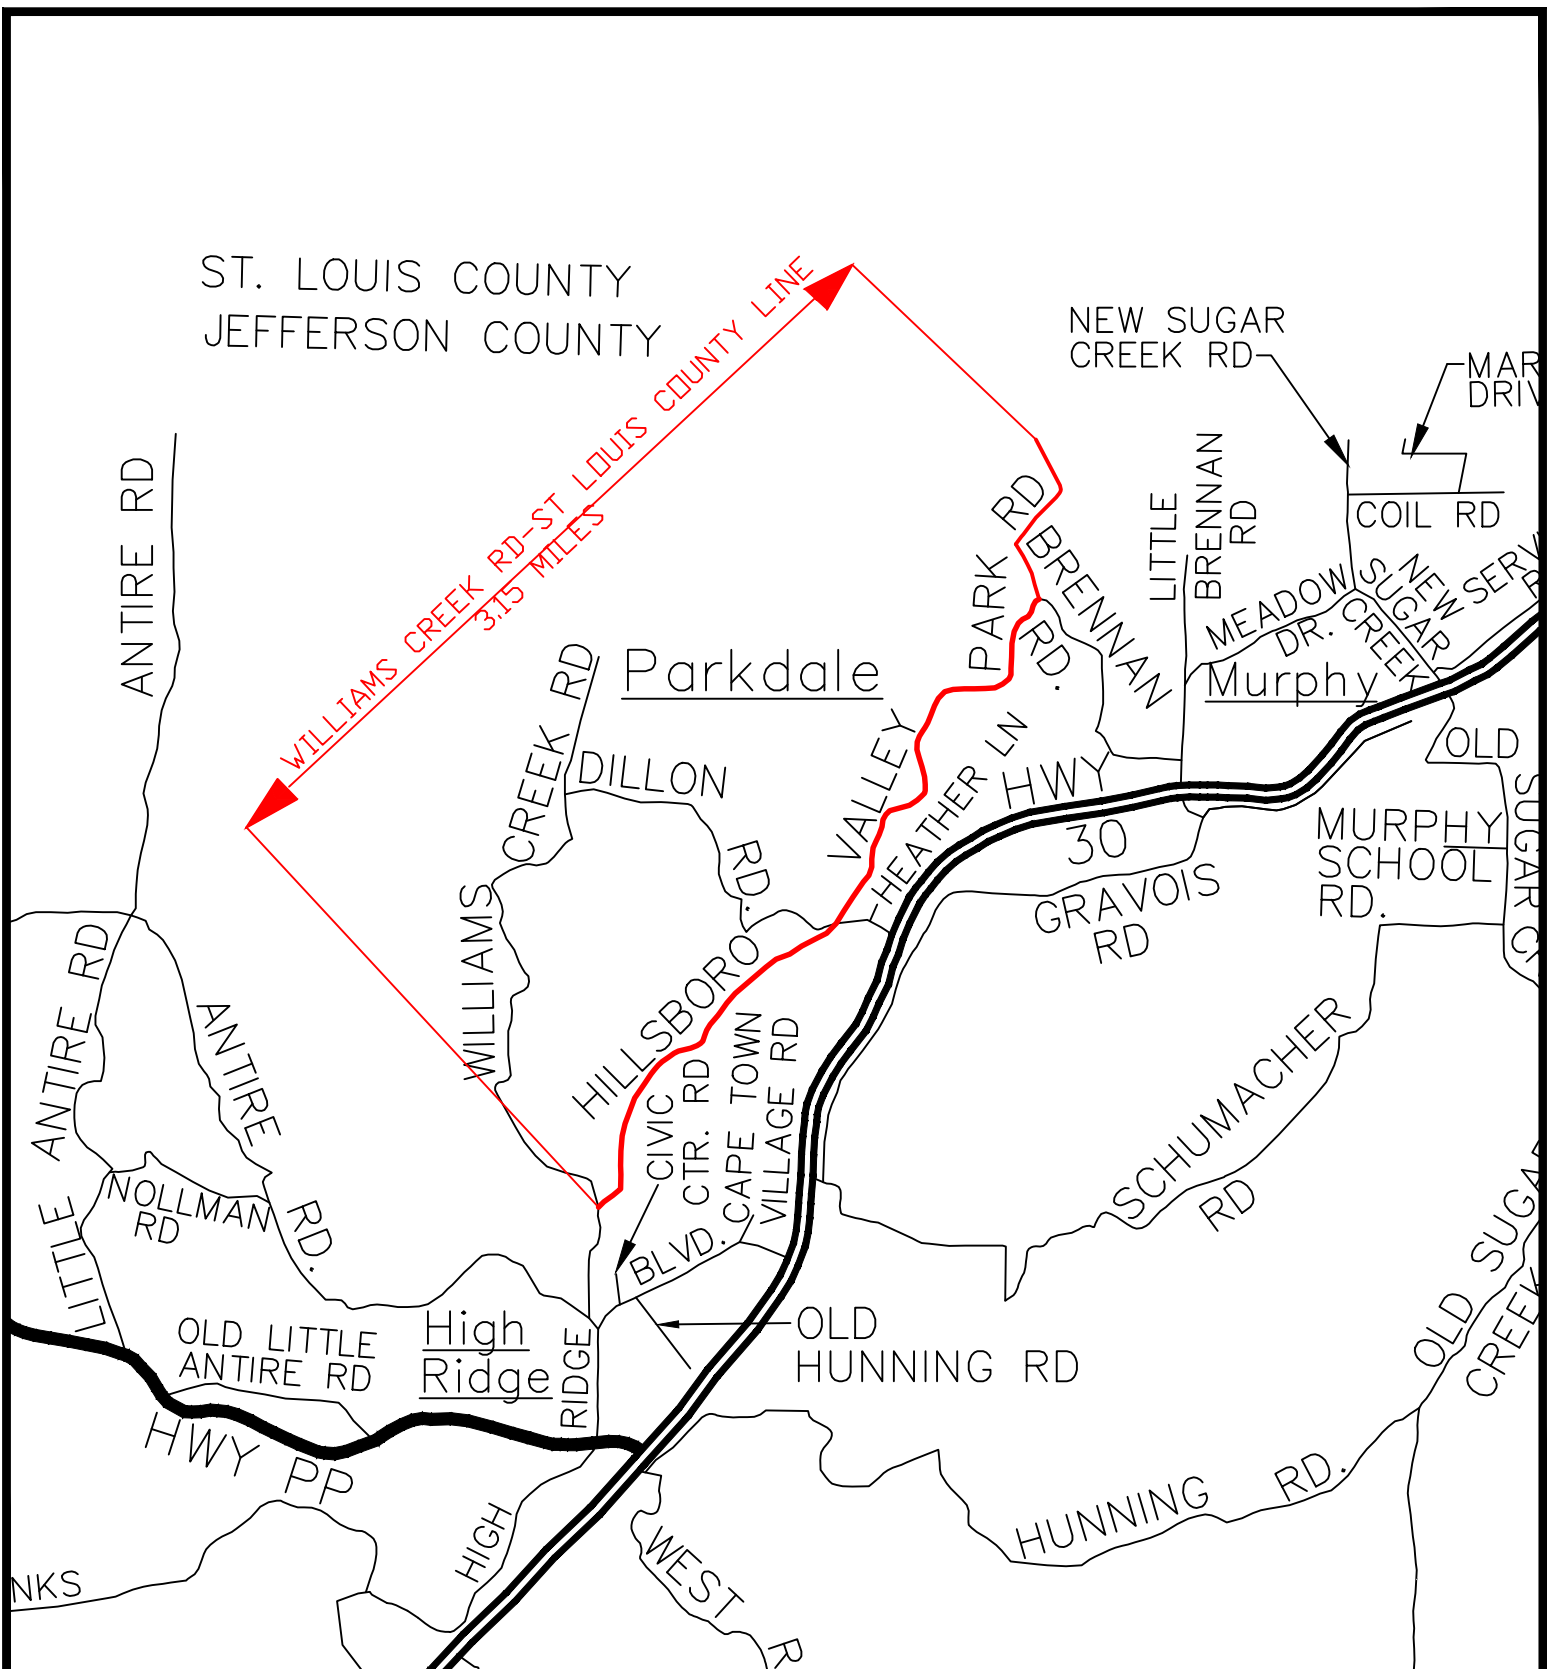 ST. LOUIS COUNTY
JEFFERSON COUNTY
WILLIAMS CREEK RD-ST LOUIS COUNTY LINE
3.15 MILES
NEW SUGAR
CREEK RD
MAR
DRIV
COIL RD
ANTIRE RD
LITTLE
BRENNAN
RD
PARK RD
BRENNAN
RD.
MEADOW
DR.
NEW
SUGAR
CREEK
SERV
R
Parkdale
Murphy
WILLIAMS CREEK RD
DILLON
RD.
VALLEY
HEATHER LN
HWY
30
GRAVOIS
RD
OLD
SUGAR
C
MURPHY
SCHOOL
RD.
LITTLE ANTIRE RD
ANTIRE
RD.
HILLSBORO
CIVIC
CTR. RD
CAPE TOWN
VILLAGE RD
BLVD.
SCHUMACHER
RD
NOLLMAN
RD
OLD SUGAR
CREEK
OLD LITTLE
ANTIRE RD
High
Ridge
RIDGE
HIGH
OLD
HUNNING RD
HWY PP
HUNNING RD.
WEST
R
NKS